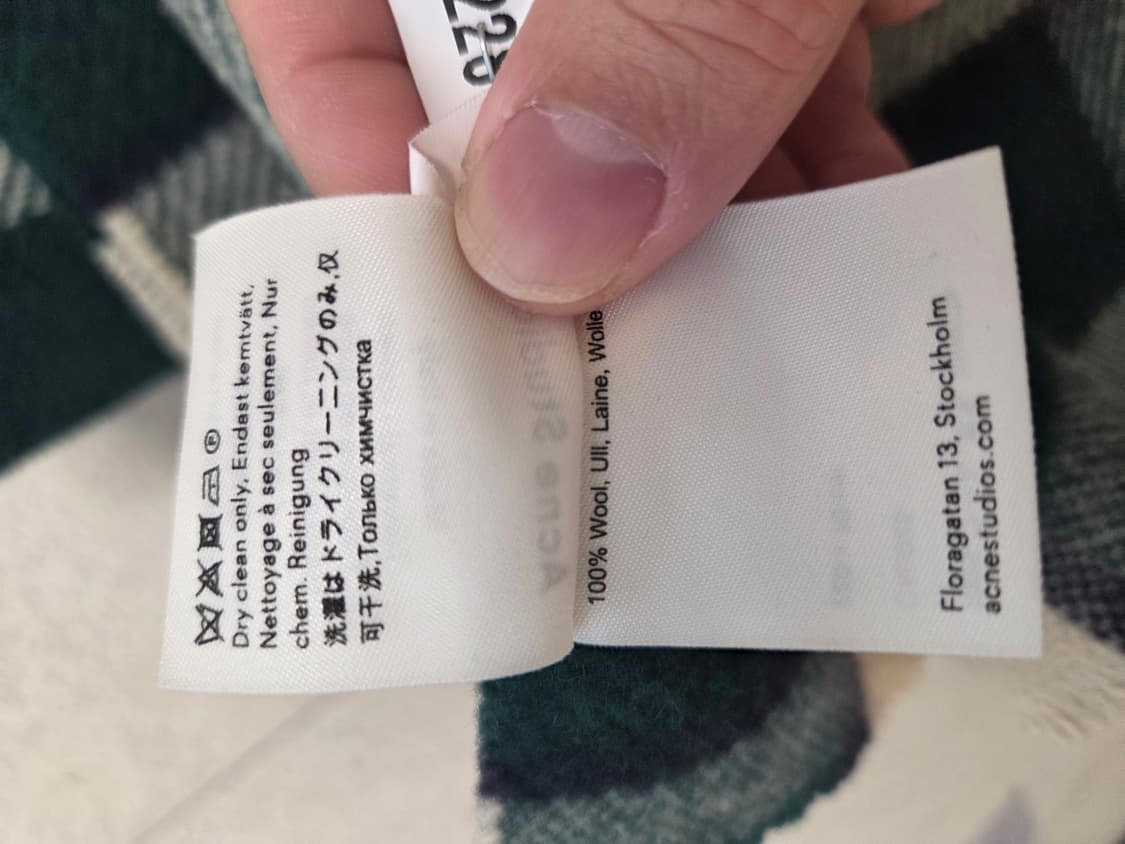 Dry clean only, Endast kemtvätt,
Nettoyage à sec seulement, Nur
chem. Reinigung
洗濯はドライクリーニングのみ,仅
可干洗,Только химчистка
100% Wool, Ull, Laine, Wolle
Floragatan 13, Stockholm
acnestudios.com